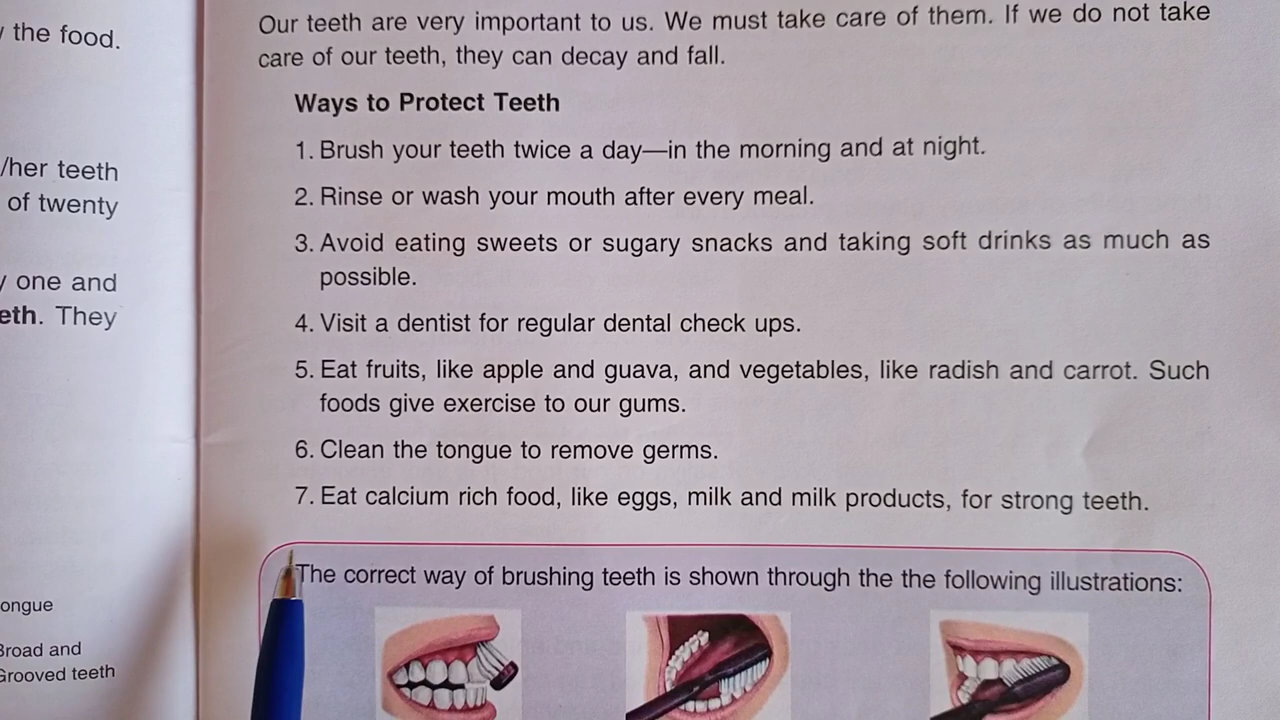 the food.
/her teeth
of twenty
one and
eth. They
ongue
Broad and
Grooved teeth
Our teeth are very important to us. We must take care of them. If we do not take
care of our teeth, they can decay and fall.
Ways to Protect Teeth
1. Brush your teeth twice a day—in the morning and at night.
2. Rinse or wash your mouth after every meal.
3. Avoid eating sweets or sugary snacks and taking soft drinks as much as
possible.
4. Visit a dentist for regular dental check ups.
5. Eat fruits, like apple and guava, and vegetables, like radish and carrot. Such
foods give exercise to our gums.
6. Clean the tongue to remove germs.
7. Eat calcium rich food, like eggs, milk and milk products, for strong teeth.
The correct way of brushing teeth is shown through the the following illustrations: